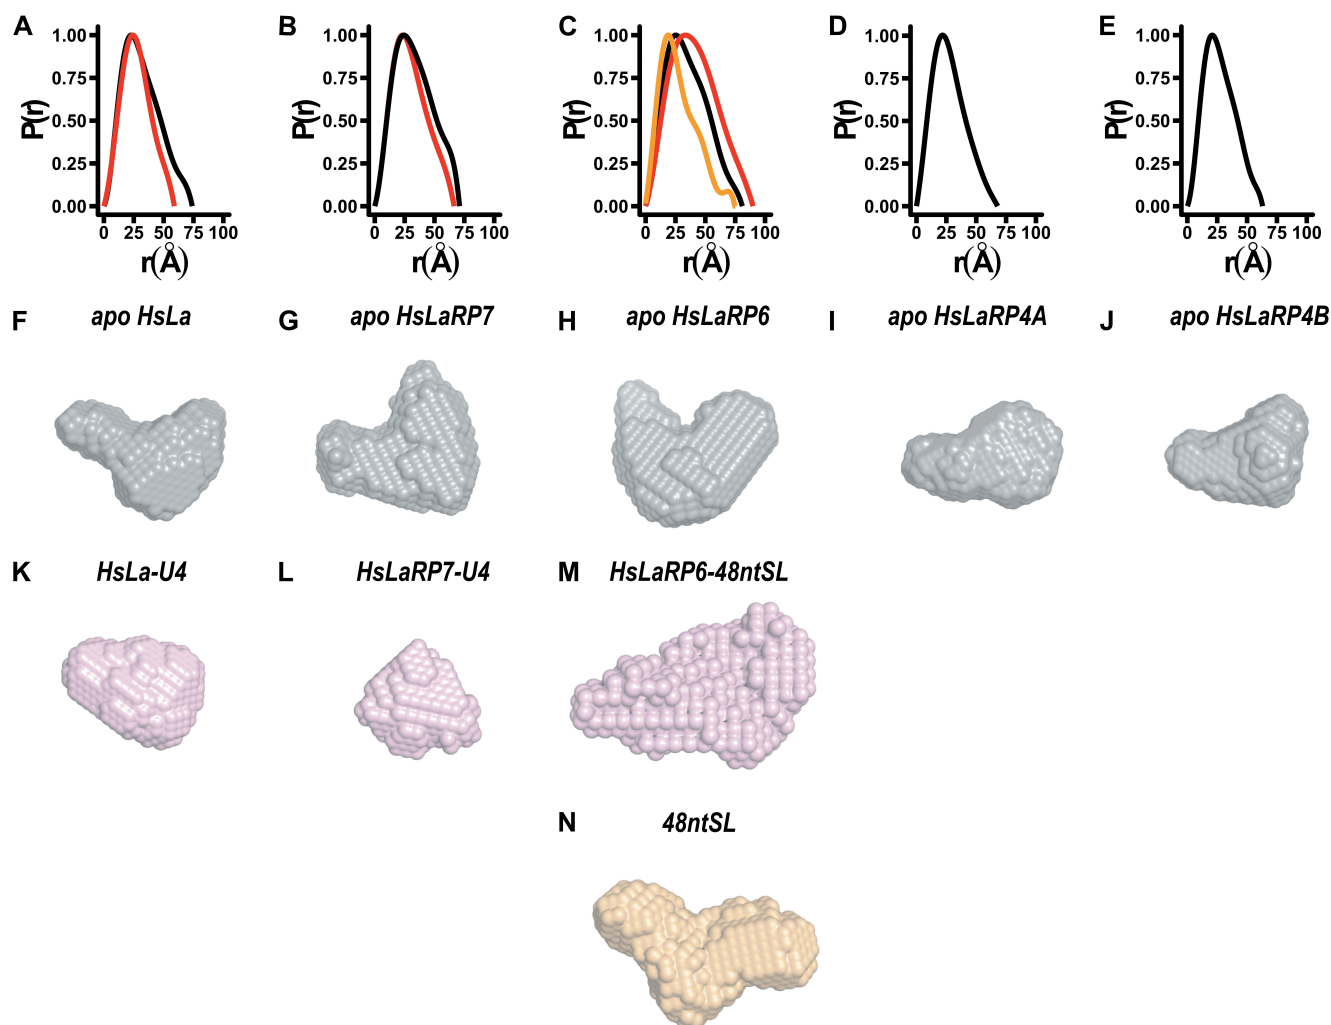 A
B
C
D
E
1.00
0.75
0.50
0.25
0.00
P(r)
0 25 50 75 100
r(Å)
1.00
0.75
0.50
0.25
0.00
P(r)
0 25 50 75 100
r(Å)
1.00
0.75
0.50
0.25
0.00
P(r)
0 25 50 75 100
r(Å)
1.00
0.75
0.50
0.25
0.00
P(r)
0 25 50 75 100
r(Å)
1.00
0.75
0.50
0.25
0.00
P(r)
0 25 50 75 100
r(Å)
F apo HsLa
G apo HsLaRP7
H apo HsLaRP6
I apo HsLaRP4A
J apo HsLaRP4B
K HsLa-U4
L HsLaRP7-U4
M HsLaRP6-48ntSL
N 48ntSL